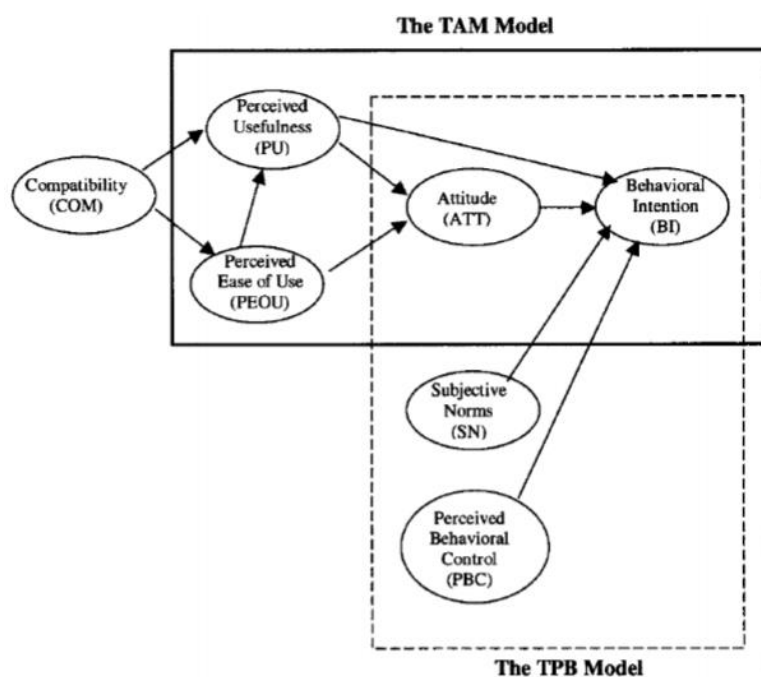 The TAM Model
Perceived
Usefulness
(PU)
Compatibility
(COM)
Attitude
(ATT)
Behavioral
Intention
(BI)
Perceived
Ease of Use
(PEOU)
Subjective
Norms
(SN)
Perceived
Behavioral
Control
(PBC)
The TPB Model